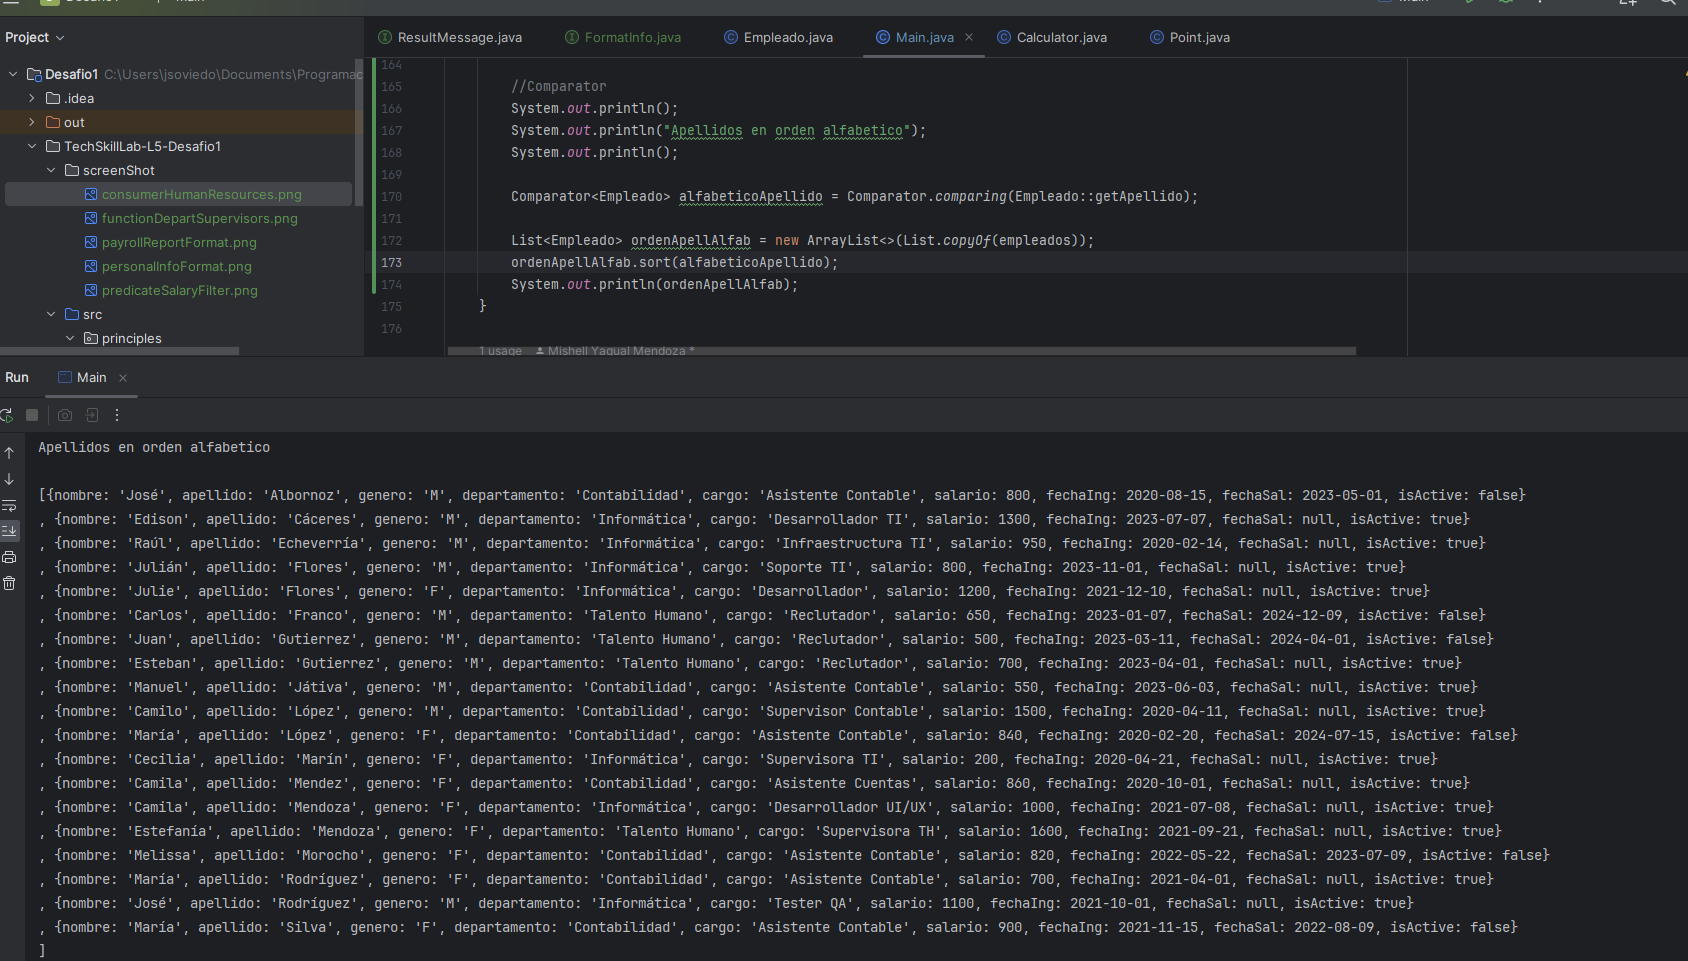 Project
ResultMessage.java FormatInfo.java Empleado.java Main.java Calculator.java Point.java
Desafio1 C:\Users\jsoviedo\Documents\Programac
.idea
out
TechSkillLab-L5-Desafio1
screenShot
consumerHumanResources.png
functionDepartSupervisors.png
payrollReportFormat.png
personalInfoFormat.png
predicateSalaryFilter.png
src
principles
164
165 //Comparator
166 System.out.println();
167 System.out.println("Apellidos en orden alfabetico");
168 System.out.println();
169
170 Comparator<Empleado> alfabeticoApellido = Comparator.comparing(Empleado::getApellido);
171
172 List<Empleado> ordenApellAlfab = new ArrayList<>(List.copyOf(empleados));
173 ordenApellAlfab.sort(alfabeticoApellido);
174 System.out.println(ordenApellAlfab);
175 }
176
1 usage Mishell Yagual Mendoza *
Run Main
Apellidos en orden alfabetico
[{nombre: 'José', apellido: 'Albornoz', genero: 'M', departamento: 'Contabilidad', cargo: 'Asistente Contable', salario: 800, fechaIng: 2020-08-15, fechaSal: 2023-05-01, isActive: false}
, {nombre: 'Edison', apellido: 'Cáceres', genero: 'M', departamento: 'Informática', cargo: 'Desarrollador TI', salario: 1300, fechaIng: 2023-07-07, fechaSal: null, isActive: true}
, {nombre: 'Raúl', apellido: 'Echeverría', genero: 'M', departamento: 'Informática', cargo: 'Infraestructura TI', salario: 950, fechaIng: 2020-02-14, fechaSal: null, isActive: true}
, {nombre: 'Julián', apellido: 'Flores', genero: 'M', departamento: 'Informática', cargo: 'Soporte TI', salario: 800, fechaIng: 2023-11-01, fechaSal: null, isActive: true}
, {nombre: 'Julie', apellido: 'Flores', genero: 'F', departamento: 'Informática', cargo: 'Desarrollador', salario: 1200, fechaIng: 2021-12-10, fechaSal: null, isActive: true}
, {nombre: 'Carlos', apellido: 'Franco', genero: 'M', departamento: 'Talento Humano', cargo: 'Reclutador', salario: 650, fechaIng: 2023-01-07, fechaSal: 2024-12-09, isActive: false}
, {nombre: 'Juan', apellido: 'Gutierrez', genero: 'M', departamento: 'Talento Humano', cargo: 'Reclutador', salario: 500, fechaIng: 2023-03-11, fechaSal: 2024-04-01, isActive: false}
, {nombre: 'Esteban', apellido: 'Gutierrez', genero: 'M', departamento: 'Talento Humano', cargo: 'Reclutador', salario: 700, fechaIng: 2023-04-01, fechaSal: null, isActive: true}
, {nombre: 'Manuel', apellido: 'Játiva', genero: 'M', departamento: 'Contabilidad', cargo: 'Asistente Contable', salario: 550, fechaIng: 2023-06-03, fechaSal: null, isActive: true}
, {nombre: 'Camilo', apellido: 'López', genero: 'M', departamento: 'Contabilidad', cargo: 'Supervisor Contable', salario: 1500, fechaIng: 2020-04-11, fechaSal: null, isActive: true}
, {nombre: 'María', apellido: 'López', genero: 'F', departamento: 'Contabilidad', cargo: 'Asistente Contable', salario: 840, fechaIng: 2020-02-20, fechaSal: 2024-07-15, isActive: false}
, {nombre: 'Cecilia', apellido: 'Marín', genero: 'F', departamento: 'Informática', cargo: 'Supervisora TI', salario: 200, fechaIng: 2020-04-21, fechaSal: null, isActive: true}
, {nombre: 'Camila', apellido: 'Mendez', genero: 'F', departamento: 'Contabilidad', cargo: 'Asistente Cuentas', salario: 860, fechaIng: 2020-10-01, fechaSal: null, isActive: true}
, {nombre: 'Camila', apellido: 'Mendoza', genero: 'F', departamento: 'Informática', cargo: 'Desarrollador UI/UX', salario: 1000, fechaIng: 2021-07-08, fechaSal: null, isActive: true}
, {nombre: 'Estefanía', apellido: 'Mendoza', genero: 'F', departamento: 'Talento Humano', cargo: 'Supervisora TH', salario: 1600, fechaIng: 2021-09-21, fechaSal: null, isActive: true}
, {nombre: 'Melissa', apellido: 'Morocho', genero: 'F', departamento: 'Contabilidad', cargo: 'Asistente Contable', salario: 820, fechaIng: 2022-05-22, fechaSal: 2023-07-09, isActive: false}
, {nombre: 'María', apellido: 'Rodríguez', genero: 'F', departamento: 'Contabilidad', cargo: 'Asistente Contable', salario: 700, fechaIng: 2021-04-01, fechaSal: null, isActive: true}
, {nombre: 'José', apellido: 'Rodríguez', genero: 'M', departamento: 'Informática', cargo: 'Tester QA', salario: 1100, fechaIng: 2021-10-01, fechaSal: null, isActive: true}
, {nombre: 'María', apellido: 'Silva', genero: 'F', departamento: 'Contabilidad', cargo: 'Asistente Contable', salario: 900, fechaIng: 2021-11-15, fechaSal: 2022-08-09, isActive: false}
]